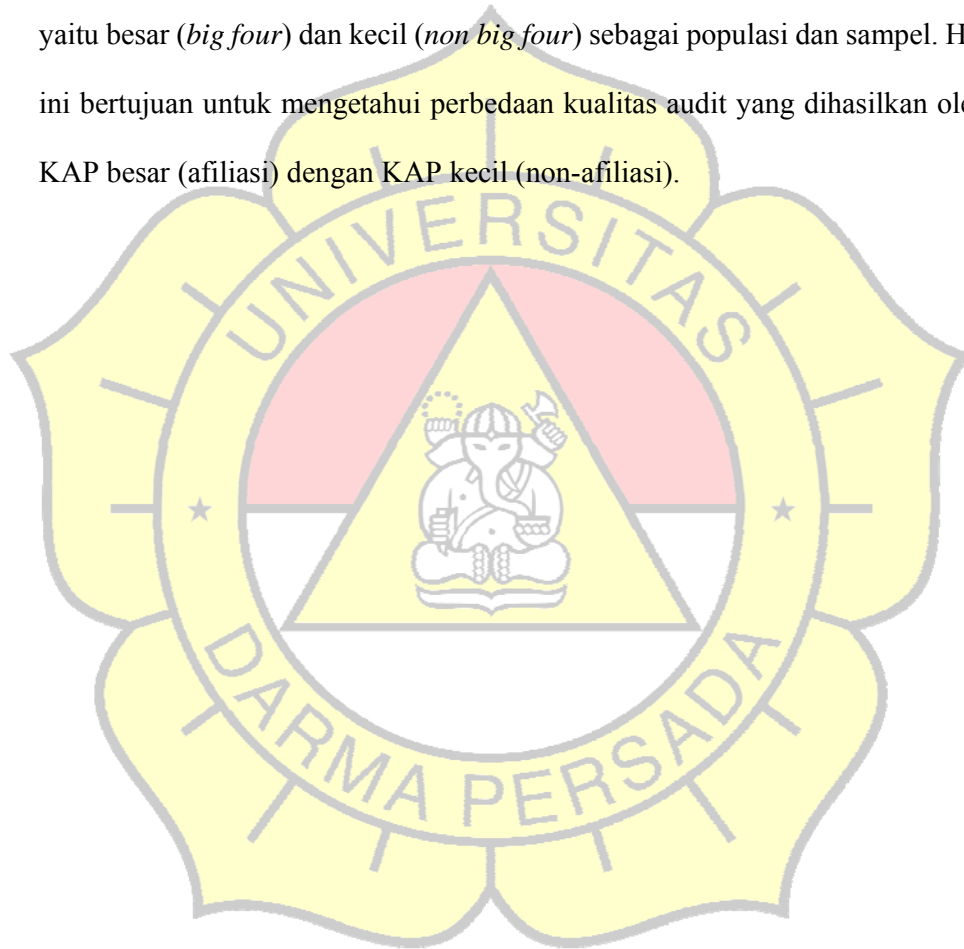 yaitu besar (big four) dan kecil (non big four) sebagai populasi dan sampel. H
ini bertujuan untuk mengetahui perbedaan kualitas audit yang dihasilkan ole
KAP besar (afiliasi) dengan KAP kecil (non-afiliasi).
UNIVERSITAS
DARMA PERSADA